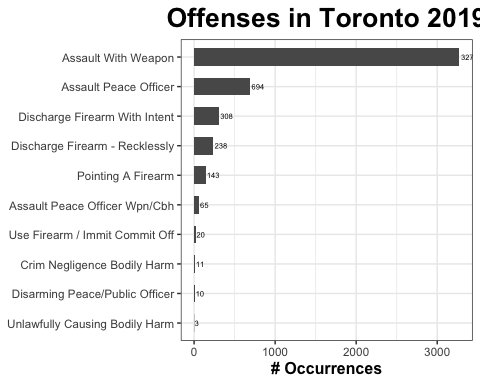 Offenses in Toronto 2019
Assault With Weapon 327
Assault Peace Officer 694
Discharge Firearm With Intent 308
Discharge Firearm - Recklessly 238
Pointing A Firearm 143
Assault Peace Officer Wpn/Cbh 65
Use Firearm / Immit Commit Off 20
Crim Negligence Bodily Harm 11
Disarming Peace/Public Officer 10
Unlawfully Causing Bodily Harm 3
0 1000 2000 3000
# Occurrences